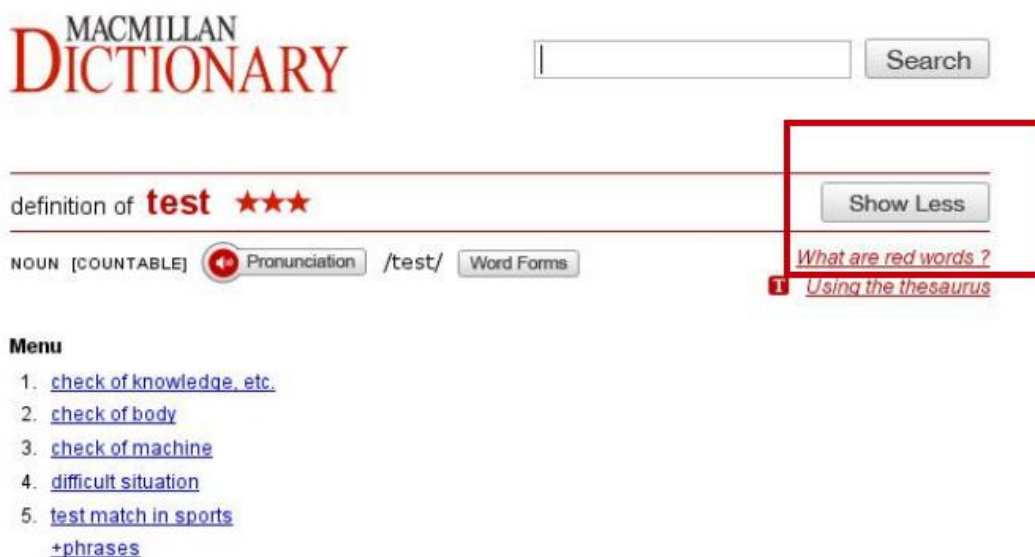 MACMILLAN
DICTIONARY
Search
definition of test ★★★
Show Less
NOUN [COUNTABLE] Pronunciation /test/ Word Forms
What are red words ?
T Using the thesaurus
Menu
1. check of knowledge, etc.
2. check of body
3. check of machine
4. difficult situation
5. test match in sports
+phrases